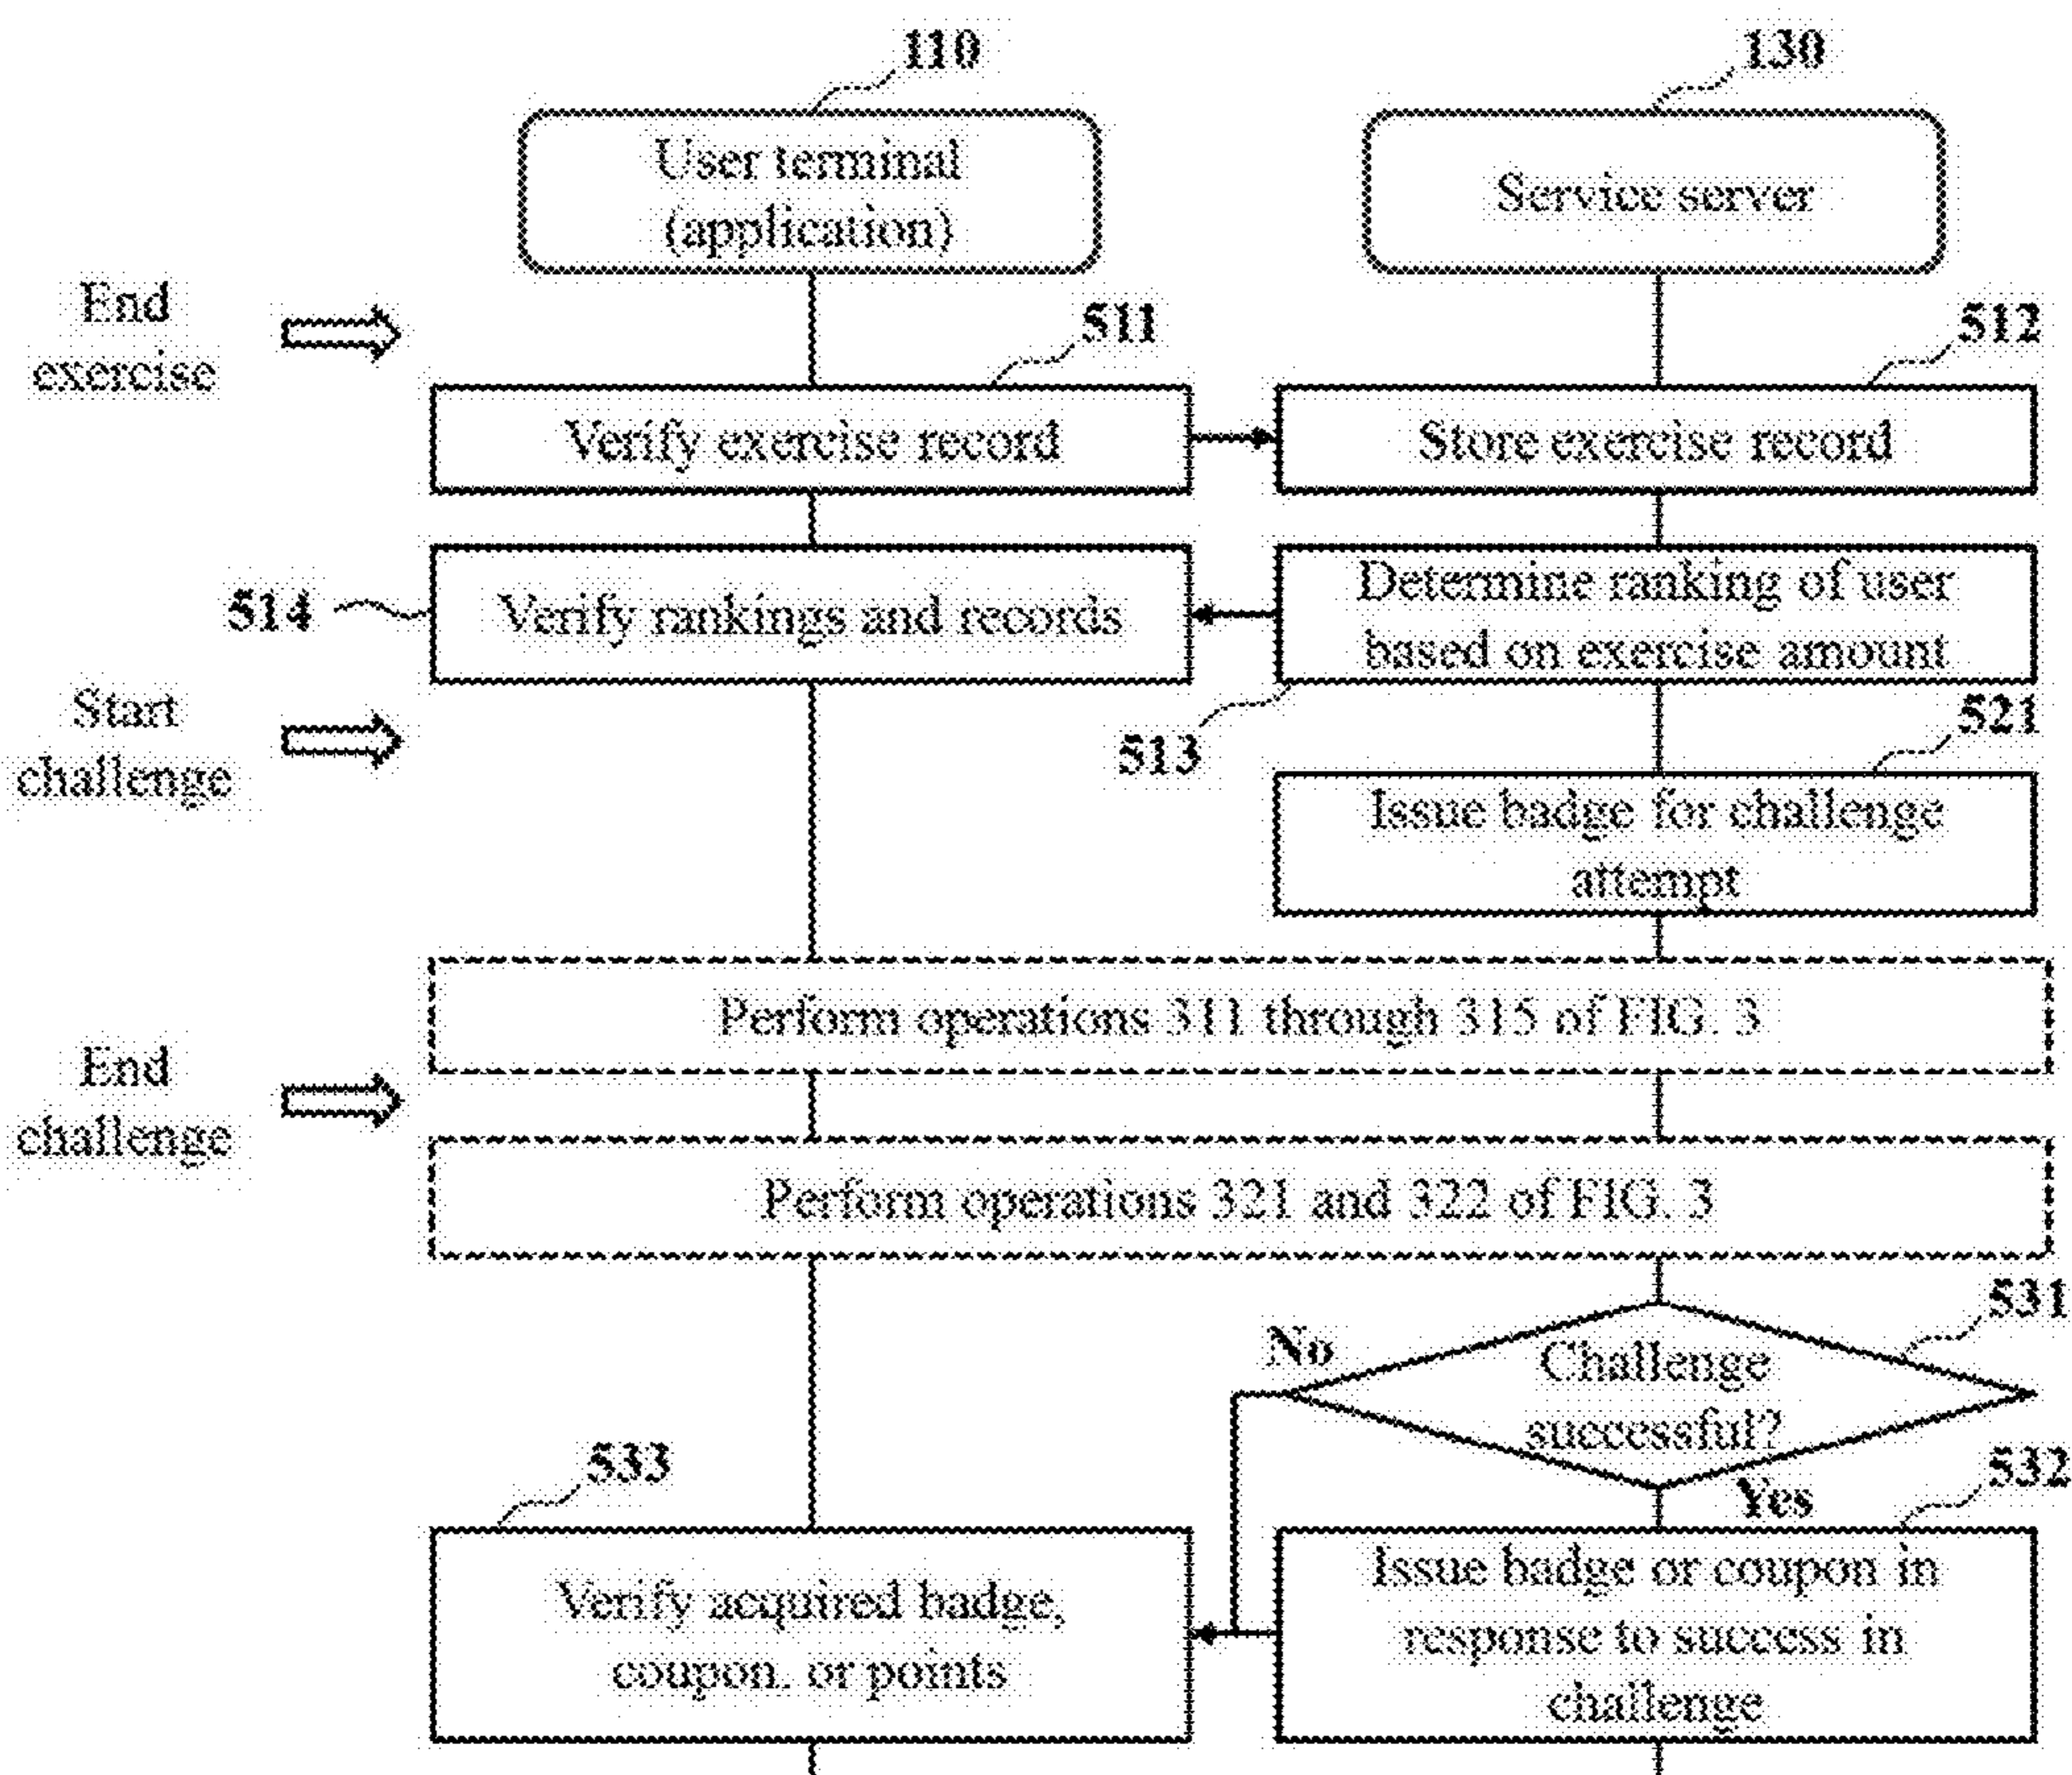 110
130
User terminal
(application)
Service server
End
exercise
511
512
Verify exercise record
Store exercise record
514
Verify rankings and records
Determine ranking of user
based on exercise amount
Start
challenge
513
521
Issue badge for challenge
attempt
Perform operations 311 through 315 of FIG. 3
End
challenge
Perform operations 321 and 322 of FIG. 3
531
No
Challenge
successful?
533
Yes
532
Verify acquired badge,
coupon. or points
Issue badge or coupon in
response to success in
challenge